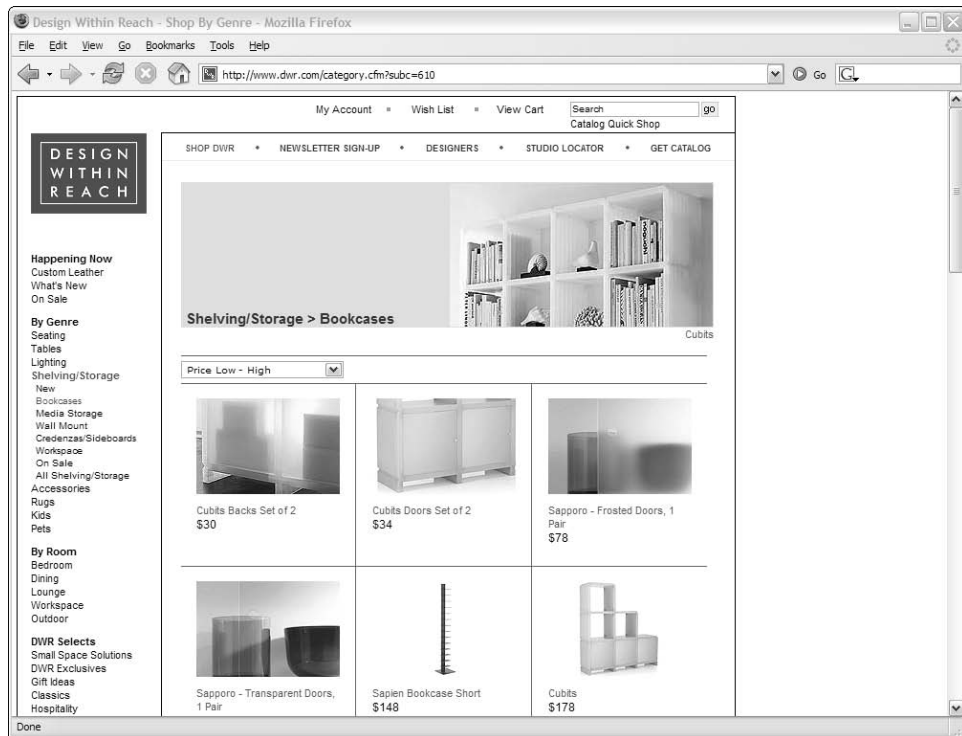 Design Within Reach - Shop By Genre - Mozilla Firefox
File Edit View Go Bookmarks Tools Help
http://www.dwr.com/category.cfm?subc=610
Go
G
My Account ▪ Wish List ▪ View Cart
Search
go
Catalog Quick Shop
DESIGN
WITHIN
REACH
SHOP DWR • NEWSLETTER SIGN-UP • DESIGNERS • STUDIO LOCATOR • GET CATALOG
Shelving/Storage > Bookcases
Cubits
Happening Now
Custom Leather
What's New
On Sale
By Genre
Seating
Tables
Lighting
Shelving/Storage
New
Bookcases
Media Storage
Wall Mount
Credenzas/Sideboards
Workspace
On Sale
All Shelving/Storage
Accessories
Rugs
Kids
Pets
By Room
Bedroom
Dining
Lounge
Workspace
Outdoor
DWR Selects
Small Space Solutions
DWR Exclusives
Gift Ideas
Classics
Hospitality
Price Low - High
Cubits Backs Set of 2
$30
Cubits Doors Set of 2
$34
Sapporo - Frosted Doors, 1
Pair
$78
Sapporo - Transparent Doors,
1 Pair
Sapien Bookcase Short
$148
Cubits
$178
Done